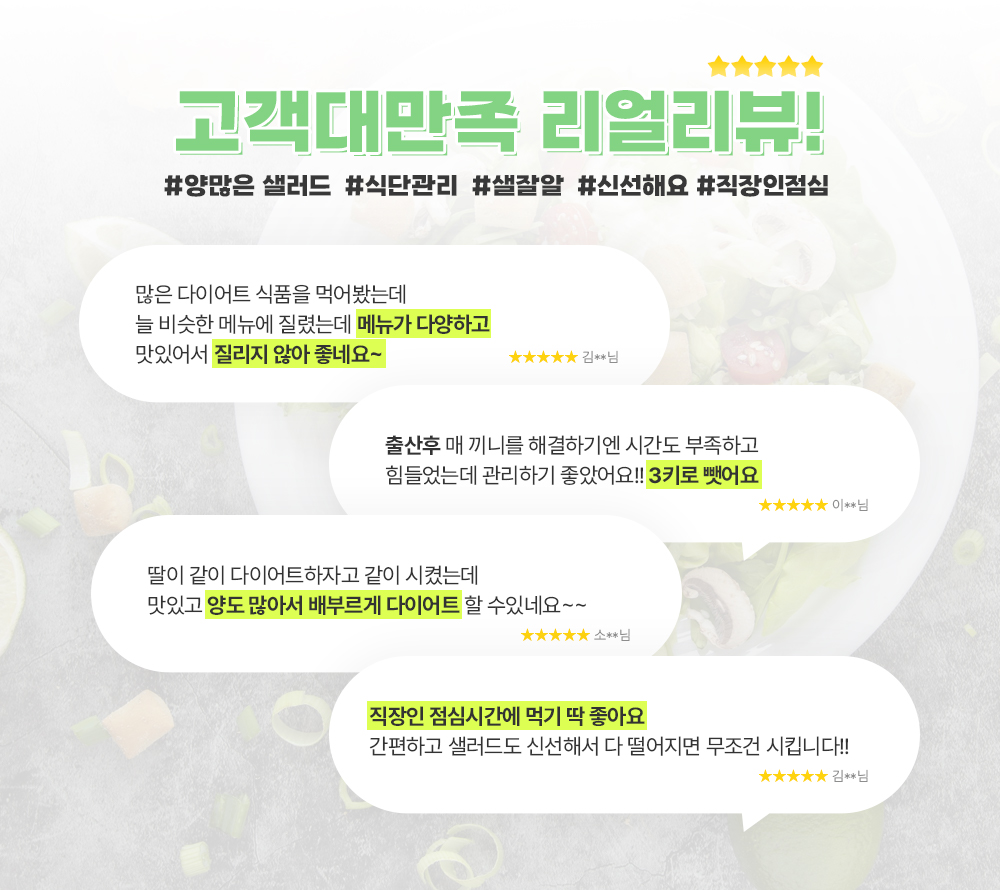 ★★★★★
고객대만족 리얼리뷰!
#양많은 샐러드 #식단관리 #샐잘알 #신선해요 #직장인점심
많은 다이어트 식품을 먹어봤는데
늘 비슷한 메뉴에 질렸는데 메뉴가 다양하고
맛있어서 질리지 않아 좋네요~
★★★★★ 김**님
출산후 매 끼니를 해결하기엔 시간도 부족하고
힘들었는데 관리하기 좋았어요!! 3키로 뺏어요
★★★★★ 이**님
딸이 같이 다이어트하자고 같이 시켰는데
맛있고 양도 많아서 배부르게 다이어트 할 수있네요~~
★★★★★ 소**님
직장인 점심시간에 먹기 딱 좋아요
간편하고 샐러드도 신선해서 다 떨어지면 무조건 시킵니다!!
★★★★★ 김**님